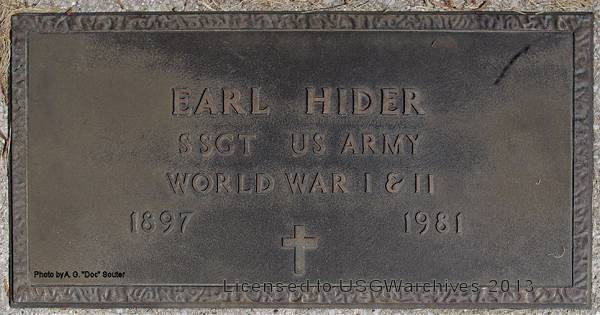 EARL HIDER
SSGT US ARMY
WORLD WAR I & II
1897 1981
Photo by A. G. "Doc" Souter
Licensed to USGWarchives 2013